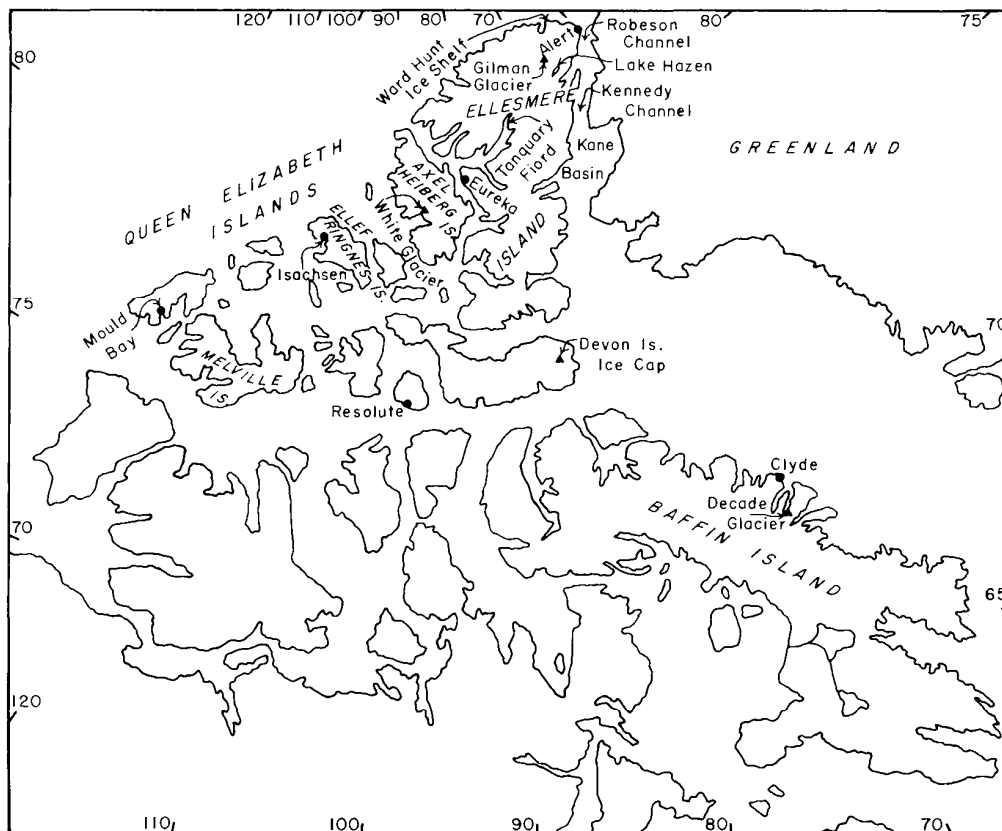 120 110 100 90 80 70 80 75
80
Ward Hunt
Ice Shelf
Alert
Robeson
Channel
Gilman
Glacier
Lake Hazen
Kennedy
Channel
ELLESMERE
ISLAND
Tanquary
Fiord
Kane
Basin
GREENLAND
QUEEN ELIZABETH
ISLANDS
AXEL
HEIBERG IS.
Eureka
White Glacier
ELLEF
RINGNES IS.
Isachsen
75
70
Mould
Bay
MELVILLE
IS.
Devon Is.
Ice Cap
Resolute
Clyde
Decade
Glacier
70
BAFFIN ISLAND
65
120
110 100 90 80 70